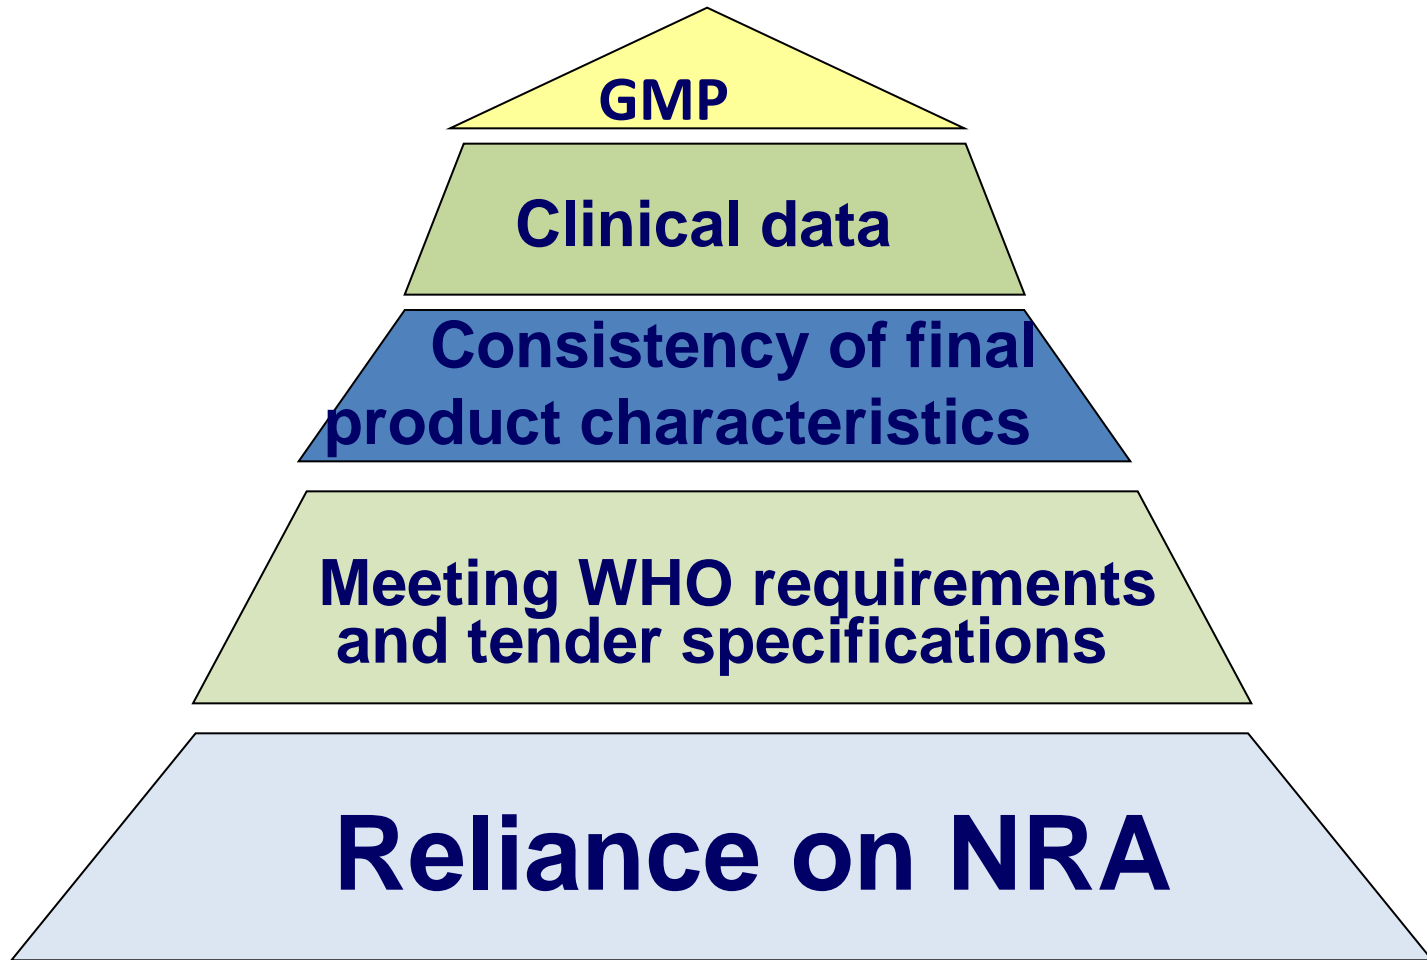 GMP
Clinical data
Consistency of final
product characteristics
Meeting WHO requirements
and tender specifications
Reliance on NRA